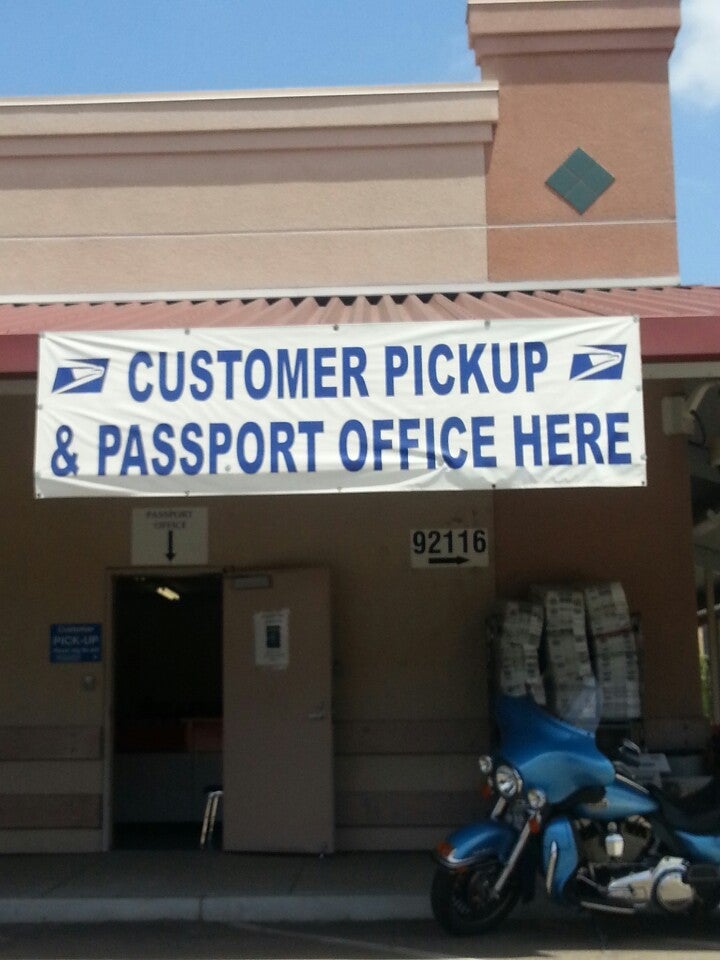 CUSTOMER PICKUP
& PASSPORT OFFICE HERE
PASSPORT
OFFICE
92116
Customer
PICK-UP